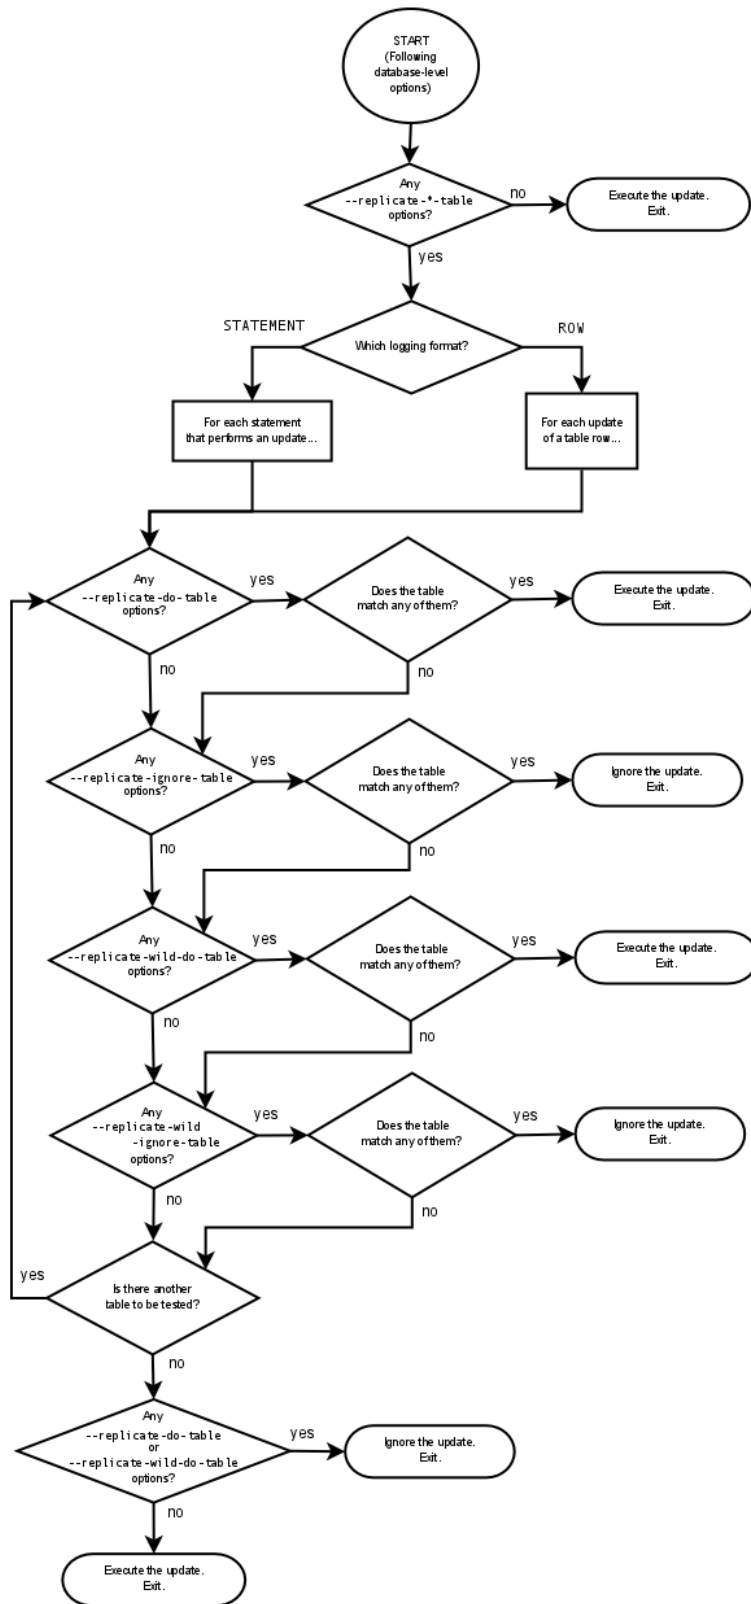 START
(Following
database-level
options)
Any
--replicate-*-table
options?
no
Execute the update.
Exit.
yes
Which logging format?
STATEMENT
ROW
For each statement
that performs an update...
For each update
of a table row...
Any
--replicate-do-table
options?
yes
Does the table
match any of them?
yes
Execute the update.
Exit.
no
no
Any
--replicate-ignore-table
options?
yes
Does the table
match any of them?
yes
Ignore the update.
Exit.
no
no
Any
--replicate-wild-do-table
options?
yes
Does the table
match any of them?
yes
Execute the update.
Exit.
no
no
Any
--replicate-wild
-ignore-table
options?
yes
Does the table
match any of them?
yes
Ignore the update.
Exit.
no
no
yes
Is there another
table to be tested?
no
Any
--replicate-do-table
or
--replicate-wild-do-table
options?
yes
Ignore the update.
Exit.
no
Execute the update.
Exit.